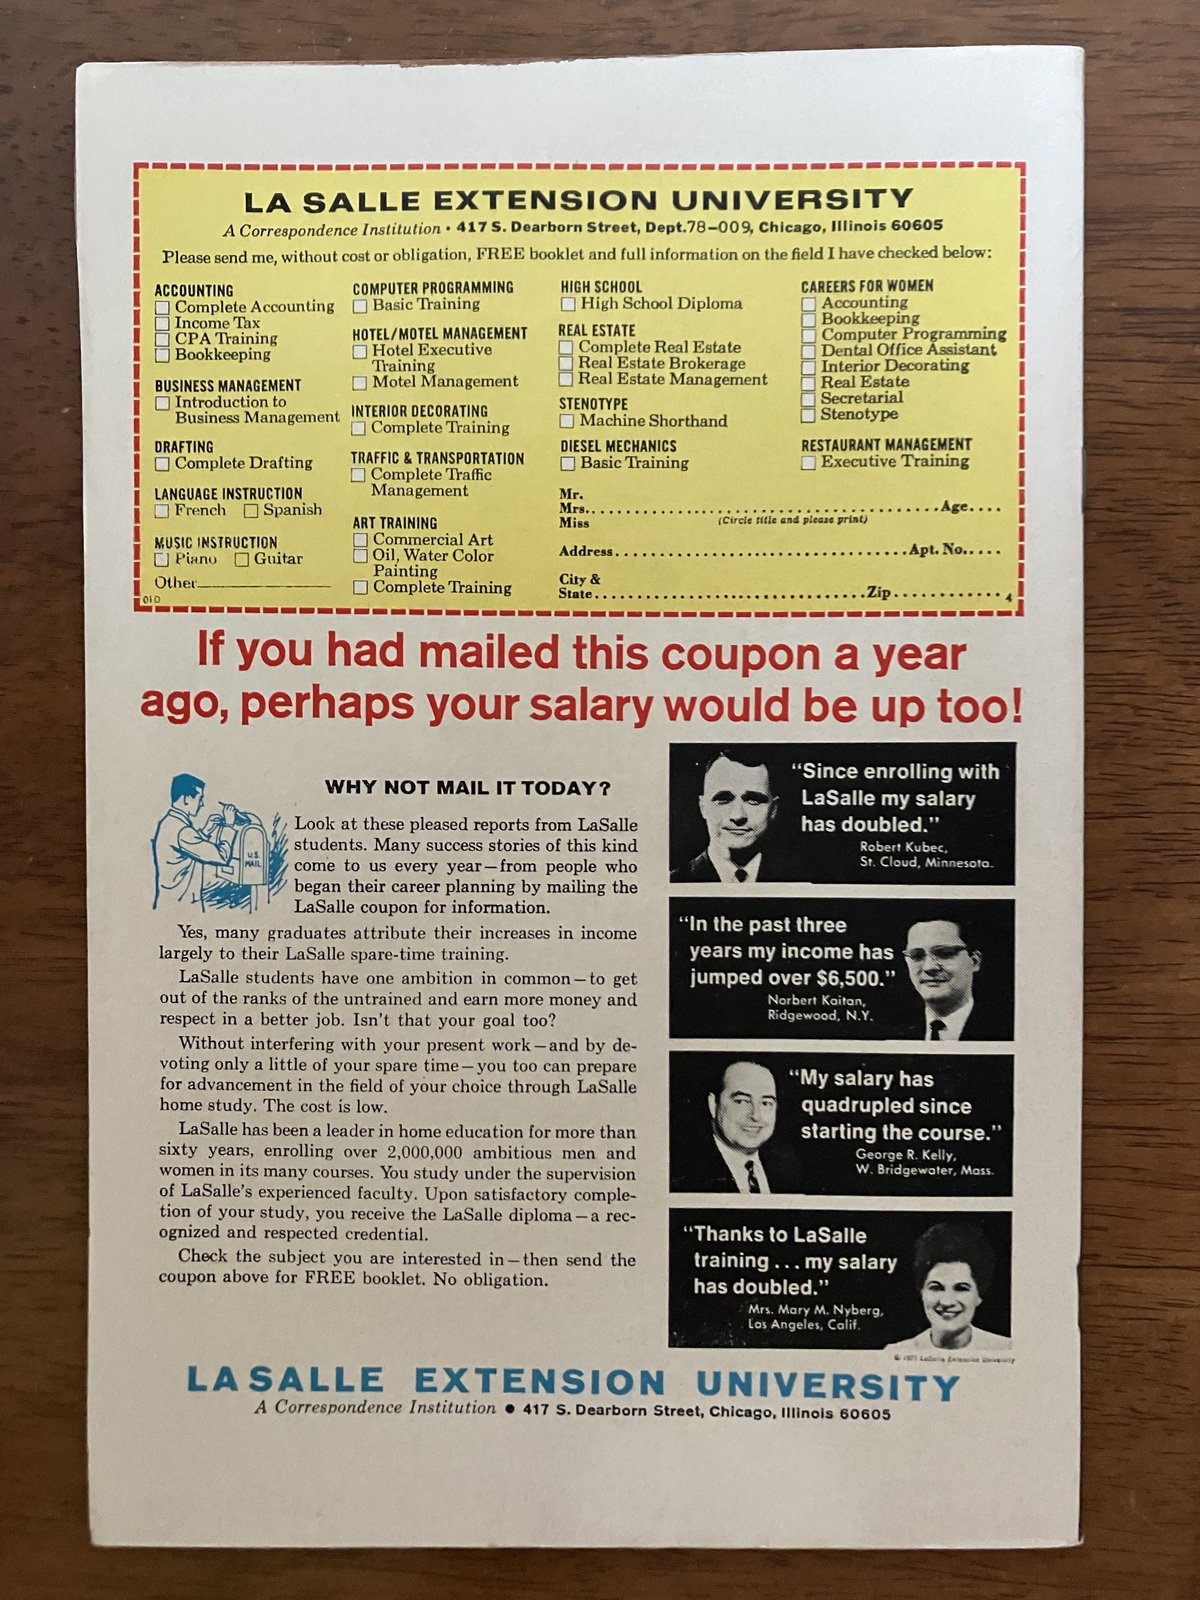 LA SALLE EXTENSION UNIVERSITY
A Correspondence Institution • 417 S. Dearborn Street, Dept.78-009, Chicago, Illinois 60605
Please send me, without cost or obligation, FREE booklet and full information on the field I have checked below:
ACCOUNTING
Complete Accounting
Income Tax
CPA Training
Bookkeeping
BUSINESS MANAGEMENT
Introduction to
Business Management
DRAFTING
Complete Drafting
LANGUAGE INSTRUCTION
French Spanish
MUSIC INSTRUCTION
Piano Guitar
Other
01D
COMPUTER PROGRAMMING
Basic Training
HOTEL/MOTEL MANAGEMENT
Hotel Executive
Training
Motel Management
INTERIOR DECORATING
Complete Training
TRAFFIC & TRANSPORTATION
Complete Traffic
Management
ART TRAINING
Commercial Art
Oil, Water Color
Painting
Complete Training
HIGH SCHOOL
High School Diploma
REAL ESTATE
Complete Real Estate
Real Estate Brokerage
Real Estate Management
STENOTYPE
Machine Shorthand
DIESEL MECHANICS
Basic Training
CAREERS FOR WOMEN
Accounting
Bookkeeping
Computer Programming
Dental Office Assistant
Interior Decorating
Real Estate
Secretarial
Stenotype
RESTAURANT MANAGEMENT
Executive Training
Mr.
Mrs. Age
Miss (Circle title and please print)
Address Apt. No.
City &
State Zip 4
If you had mailed this coupon a year
ago, perhaps your salary would be up too!
WHY NOT MAIL IT TODAY?
U.S.
MAIL
Look at these pleased reports from LaSalle
students. Many success stories of this kind
come to us every year—from people who
began their career planning by mailing the
LaSalle coupon for information.
Yes, many graduates attribute their increases in income
largely to their LaSalle spare-time training.
LaSalle students have one ambition in common—to get
out of the ranks of the untrained and earn more money and
respect in a better job. Isn't that your goal too?
Without interfering with your present work—and by de-
voting only a little of your spare time—you too can prepare
for advancement in the field of your choice through LaSalle
home study. The cost is low.
LaSalle has been a leader in home education for more than
sixty years, enrolling over 2,000,000 ambitious men and
women in its many courses. You study under the supervision
of LaSalle's experienced faculty. Upon satisfactory comple-
tion of your study, you receive the LaSalle diploma—a rec-
ognized and respected credential.
Check the subject you are interested in—then send the
coupon above for FREE booklet. No obligation.
"Since enrolling with
LaSalle my salary
has doubled."
Robert Kubec,
St. Cloud, Minnesota.
"In the past three
years my income has
jumped over $6,500."
Norbert Kaitan,
Ridgewood, N.Y.
"My salary has
quadrupled since
starting the course."
George R. Kelly,
W. Bridgewater, Mass.
"Thanks to LaSalle
training...my salary
has doubled."
Mrs. Mary M. Nyberg,
Los Angeles, Calif.
© 1971 LaSalle Extension University
LASALLE EXTENSION UNIVERSITY
A Correspondence Institution • 417 S. Dearborn Street, Chicago, Illinois 60605